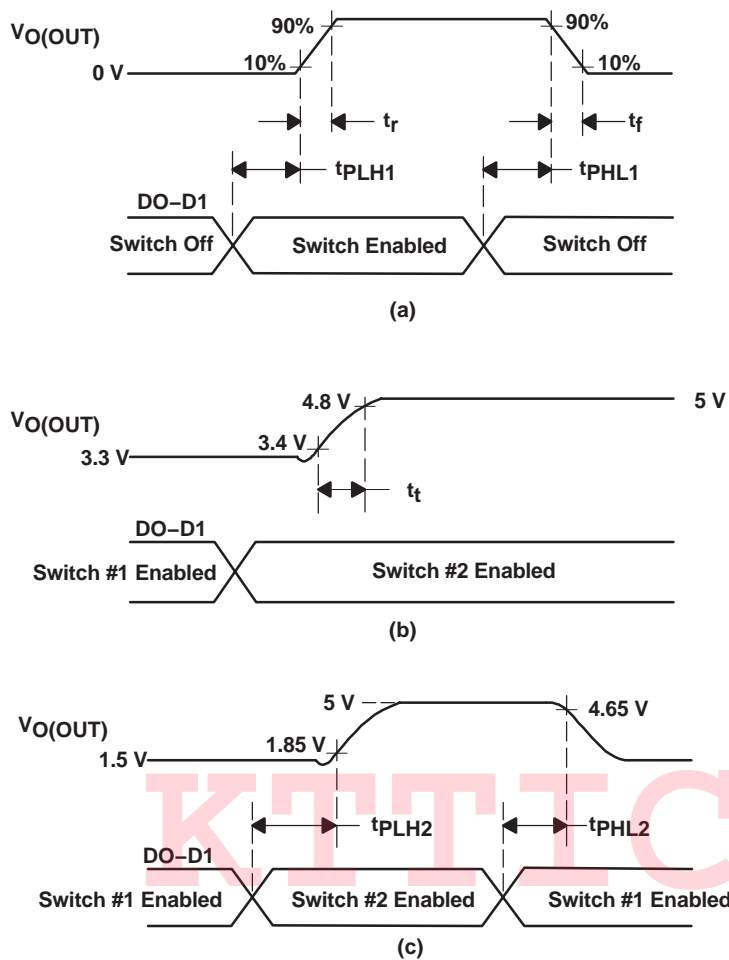 VO(OUT)
90%
90%
10%
10%
0 V
tr
tf
tPLH1
tPHL1
DO–D1
Switch Off
Switch Enabled
Switch Off
(a)
VO(OUT)
4.8 V
5 V
3.4 V
3.3 V
tt
DO–D1
Switch #1 Enabled
Switch #2 Enabled
(b)
VO(OUT)
5 V
4.65 V
1.85 V
1.5 V
KTTIC
tPLH2
tPHL2
DO–D1
Switch #1 Enabled
Switch #2 Enabled
Switch #1 Enabled
(c)